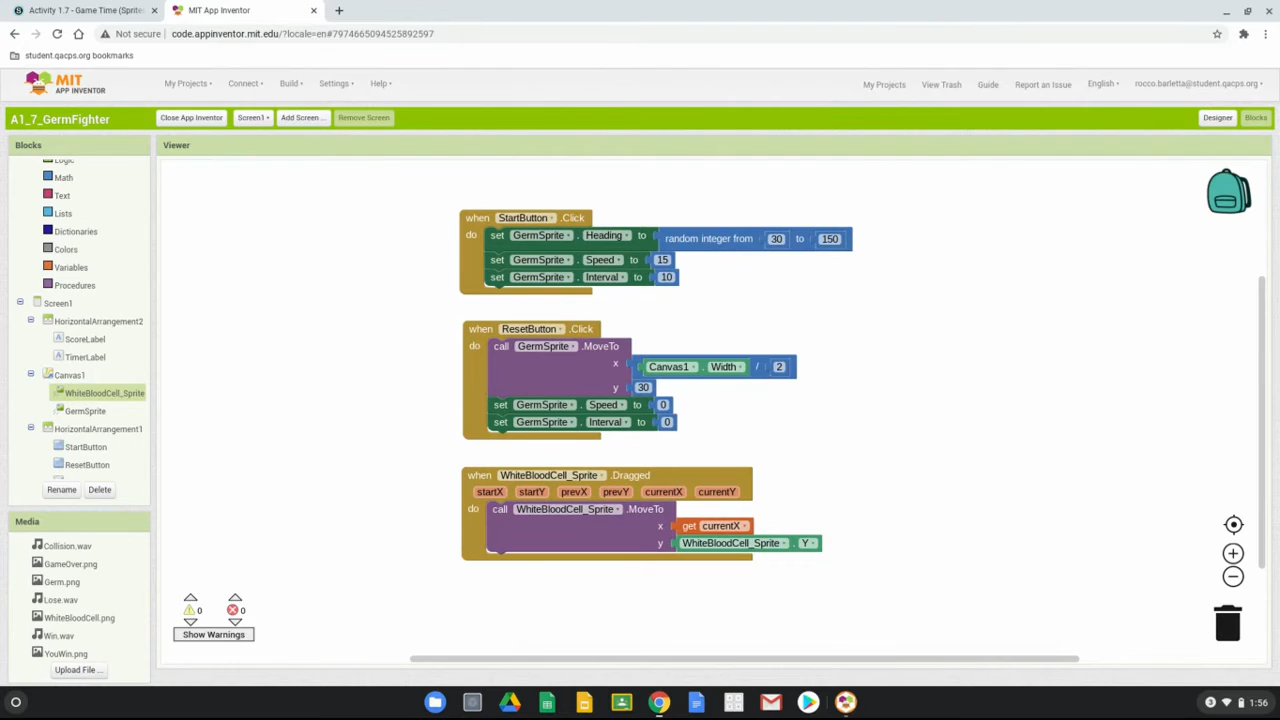 Activity 1.7 - Game Time (Sprite
MIT App Inventor
Not secure
code.appinventor.mit.edu/?locale=en#7974665094525892597
student.qacps.org bookmarks
MIT
APP INVENTOR
My Projects
Connect
Build
Settings
Help
My Projects
View Trash
Guide
Report an Issue
English
rocco.barletta@student.qacps.org
A1_7_GermFighter
Close App Inventor
Screen1
Add Screen ...
Remove Screen
Designer
Blocks
Blocks
Viewer
Logic
Math
Text
Lists
Dictionaries
Colors
Variables
Procedures
Screen1
HorizontalArrangement2
ScoreLabel
TimerLabel
Canvas1
WhiteBloodCell_Sprite
GermSprite
HorizontalArrangement1
StartButton
ResetButton
Rename
Delete
Media
Collision.wav
GameOver.png
Germ.png
Lose.wav
WhiteBloodCell.png
Win.wav
YouWin.png
Upload File ...
when StartButton .Click
do set GermSprite . Heading to random integer from 30 to 150
set GermSprite . Speed to 15
set GermSprite . Interval to 10
when ResetButton .Click
do call GermSprite .MoveTo
x Canvas1 . Width / 2
y 30
set GermSprite . Speed to 0
set GermSprite . Interval to 0
when WhiteBloodCell_Sprite .Dragged
startX startY prevX prevY currentX currentY
do call WhiteBloodCell_Sprite .MoveTo
x get currentX
y WhiteBloodCell_Sprite . Y
0 0
Show Warnings
3 1:56